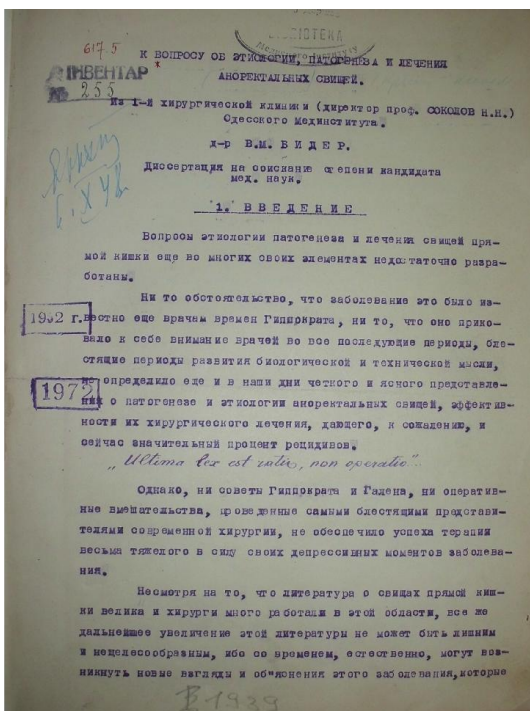 БІБЛІОТЕКА
617.5
К ВОПРОСУ ОБ ЭТИОЛОГИИ, ПАТОГЕНЕЗА И ЛЕЧЕНИЯ
ИНВЕНТАР
АНОРЕКТАЛЬНЫХ СВИЩЕЙ.
№ 255
Из 1-й хирургической клиники (директор проф. СОКОЛОВ Н.Н.)
Одесского Мединститута.
д-р В.М. БИДЕР.
Диссертация на соискание степени кандидата
мед. наук.
1. ВВЕДЕНИЕ
Вопросы этиологии патогенеза и лечения свищей пря-
мой кишки еще во многих своих элементах недостаточно разра-
ботаны.
Ни то обстоятельство, что заболевание это было из-
1952 г.
вестно еще врачам времен Гиппократа, ни то, что оно прико-
вало к себе внимание врачей во все последующие периоды, бле-
стящие периоды развития биологической и технической мысли,
не определило еще и в наши дни четкого и ясного представле-
1972
ния о патогенезе и этиологии аноректальных свищей, эффектив-
ности их хирургического лечения, дающего, к сожалению, и
сейчас значительный процент рецидивов.
"Ultima lex est ratio, non operatio".
Однако, ни советы Гиппократа и Галена, ни оператив-
ные вмешательства, проведенные самыми блестящими представи-
телями современной хирургии, не обеспечило успеха терапии
весьма тяжелого в силу своих депрессивных моментов заболева-
ния.
Несмотря на то, что литература о свищах прямой киш-
ки велика и хирурги много работали в этой области, все же
дальнейшее увеличение этой литературы не может быть лишним
и нецелесообразным, ибо со временем, естественно, могут воз-
никнуть новые взгляды и об'яснения этого заболевания, которые
1939